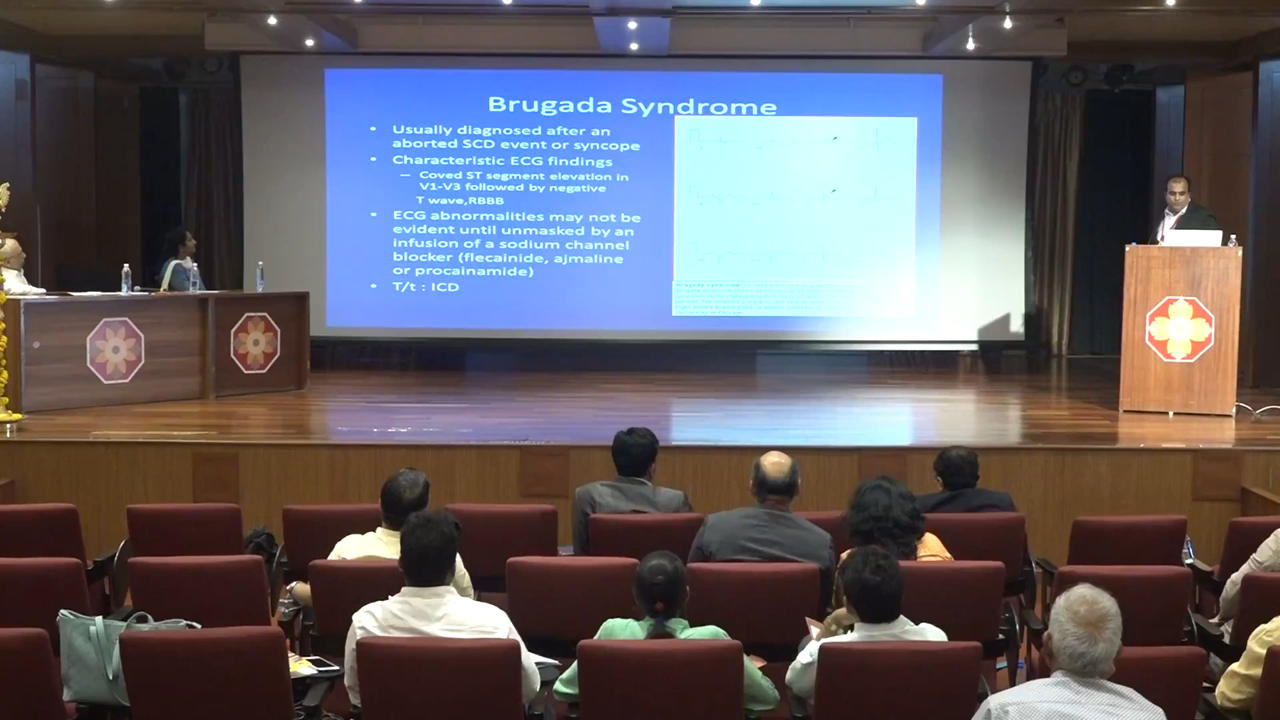 Brugada Syndrome
• Usually diagnosed after an
aborted SCD event or syncope
• Characteristic ECG findings
– Coved ST segment elevation in
V1-V3 followed by negative
T wave,RBBB
• ECG abnormalities may not be
evident until unmasked by an
infusion of a sodium channel
blocker (flecainide, ajmaline
or procainamide)
• T/t : ICD
Brugada syndrome